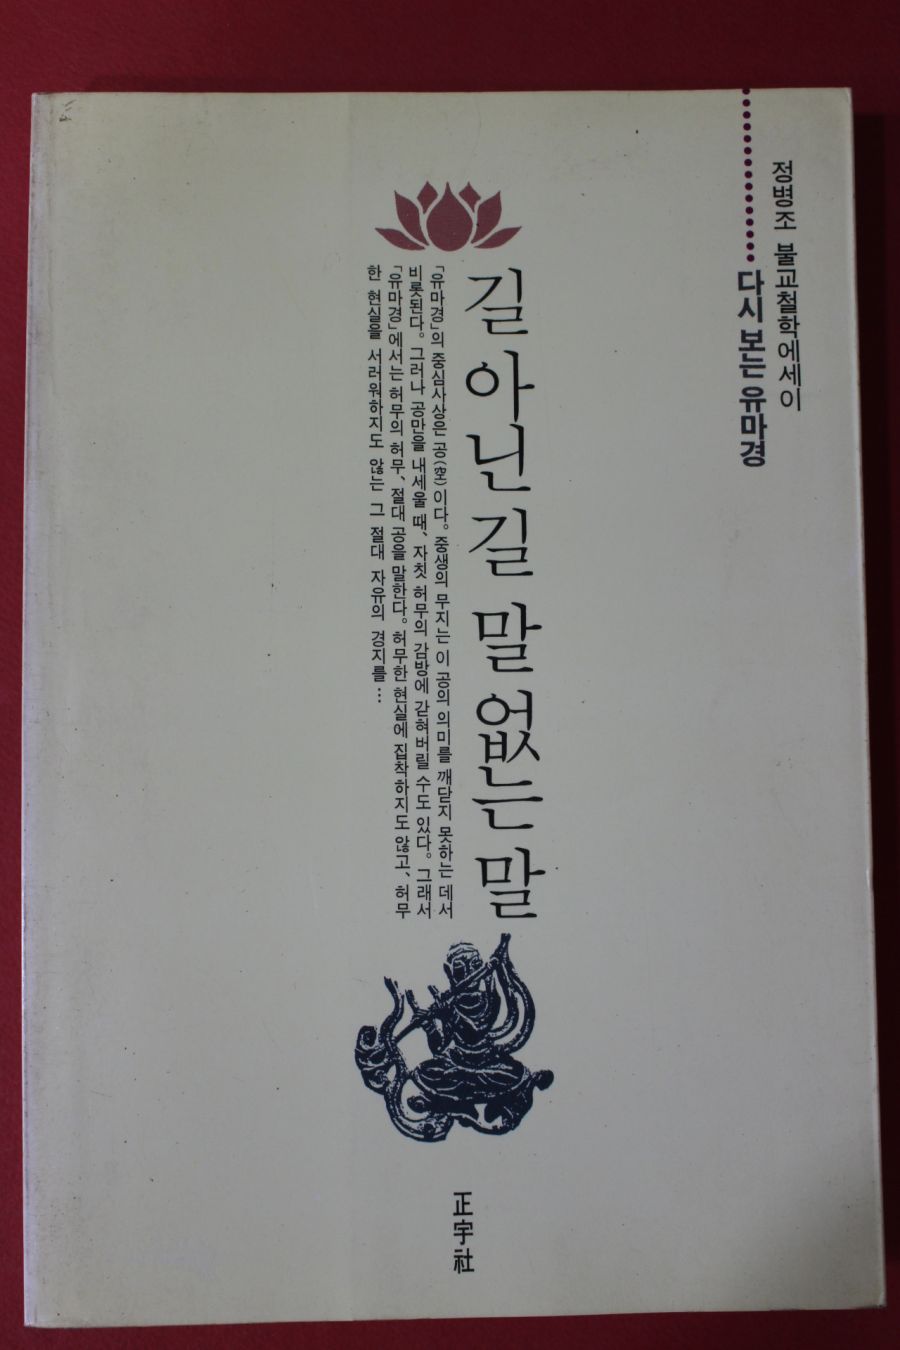 정병조 불교철학에세이
다시 보는 유마경
길 아닌 길 말 없는 말
「유마경」의 중심사상은 공(空)이다. 중생의 무지는 이 공의 의미를 깨닫지 못하는 데서
비롯된다. 그러나 공만을 내세울 때, 자칫 허무의 감방에 갇혀버릴 수도 있다. 그래서
「유마경」에서는 허무의 허무, 절대 공을 말한다. 허무한 현실에 집착하지도 않고, 허무
한 현실을 서러워하지도 않는 그 절대 자유의 경지를…
正宇社